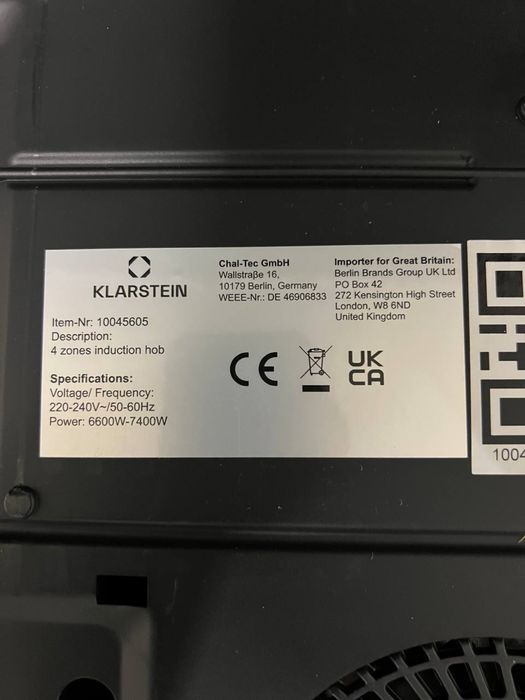 KLARSTEIN
Item-Nr: 10045605
Description:
4 zones induction hob
Specifications:
Voltage/ Frequency:
220-240V~/50-60Hz
Power: 6600W-7400W
Chal-Tec GmbH
Wallstraβe 16,
10179 Berlin, Germany
WEEE-Nr.: DE 46906833
Importer for Great Britain:
Berlin Brands Group UK Ltd
PO Box 42
272 Kensington High Street
London, W8 6ND
United Kingdom
CE
UK
CA
1004